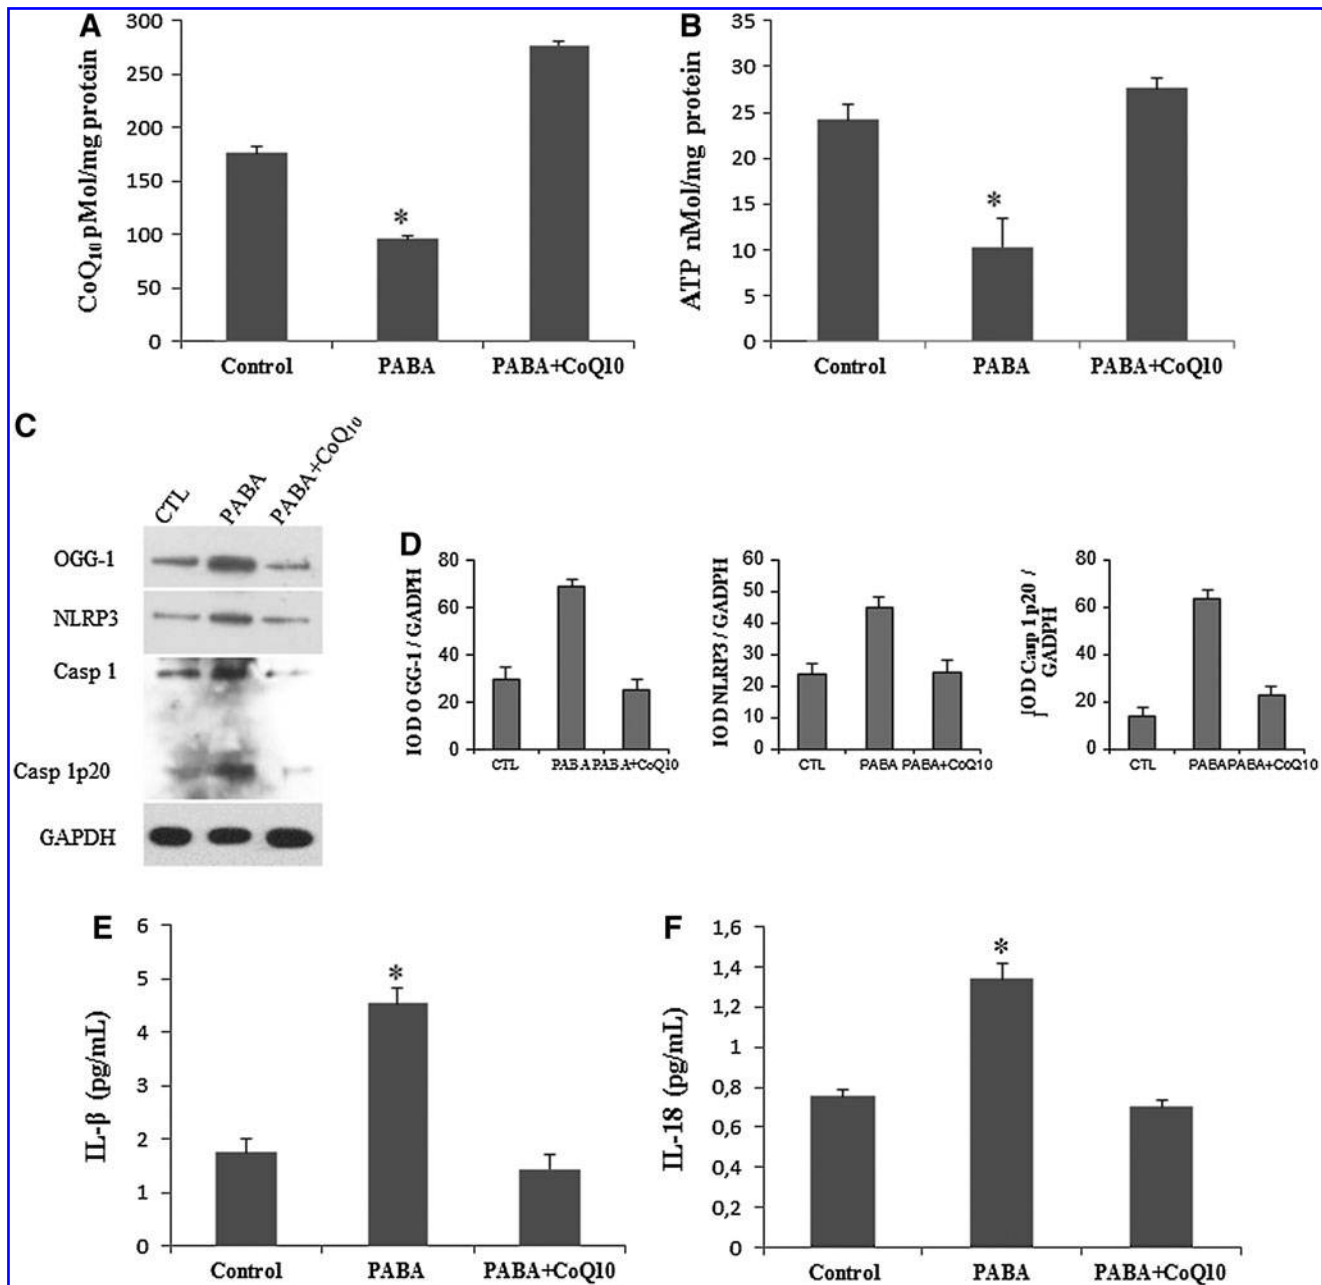 A
CoQ10 pMol/mg protein
300
250
200
150
100
50
0
*
Control PABA PABA+CoQ10
B
ATP nMol/mg protein
35
30
25
20
15
10
5
0
*
Control PABA PABA+CoQ10
C
CTL PABA PABA+CoQ10
OGG-1
NLRP3
Casp 1
Casp 1p20
GAPDH
D
IOD OGG-1 / GADPH
80
60
40
20
0
CTL PABA PABA+CoQ10
IOD NLRP3 / GADPH
60
50
40
30
20
10
0
CTL PABA PABA+CoQ10
IOD Casp 1p20 /
GADPH
80
60
40
20
0
CTL PABA PABA+CoQ10
E
IL-β (pg/mL)
6
5
4
3
2
1
0
*
Control PABA PABA+CoQ10
F
IL-18 (pg/mL)
1,6
1,4
1,2
1
0,8
0,6
0,4
0,2
0
*
Control PABA PABA+CoQ10